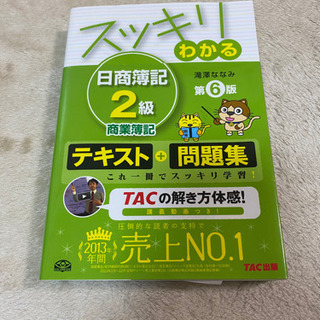 スッキリ
わかる
日商簿記
2級
商業簿記
滝澤ななみ
第6版
テキスト+問題集
これ一冊でスッキリ学習!
TACの解き方体感!
講義動画つき!
圧倒的な読者の支持で
2013年
年間
売上NO.1
TAC出版